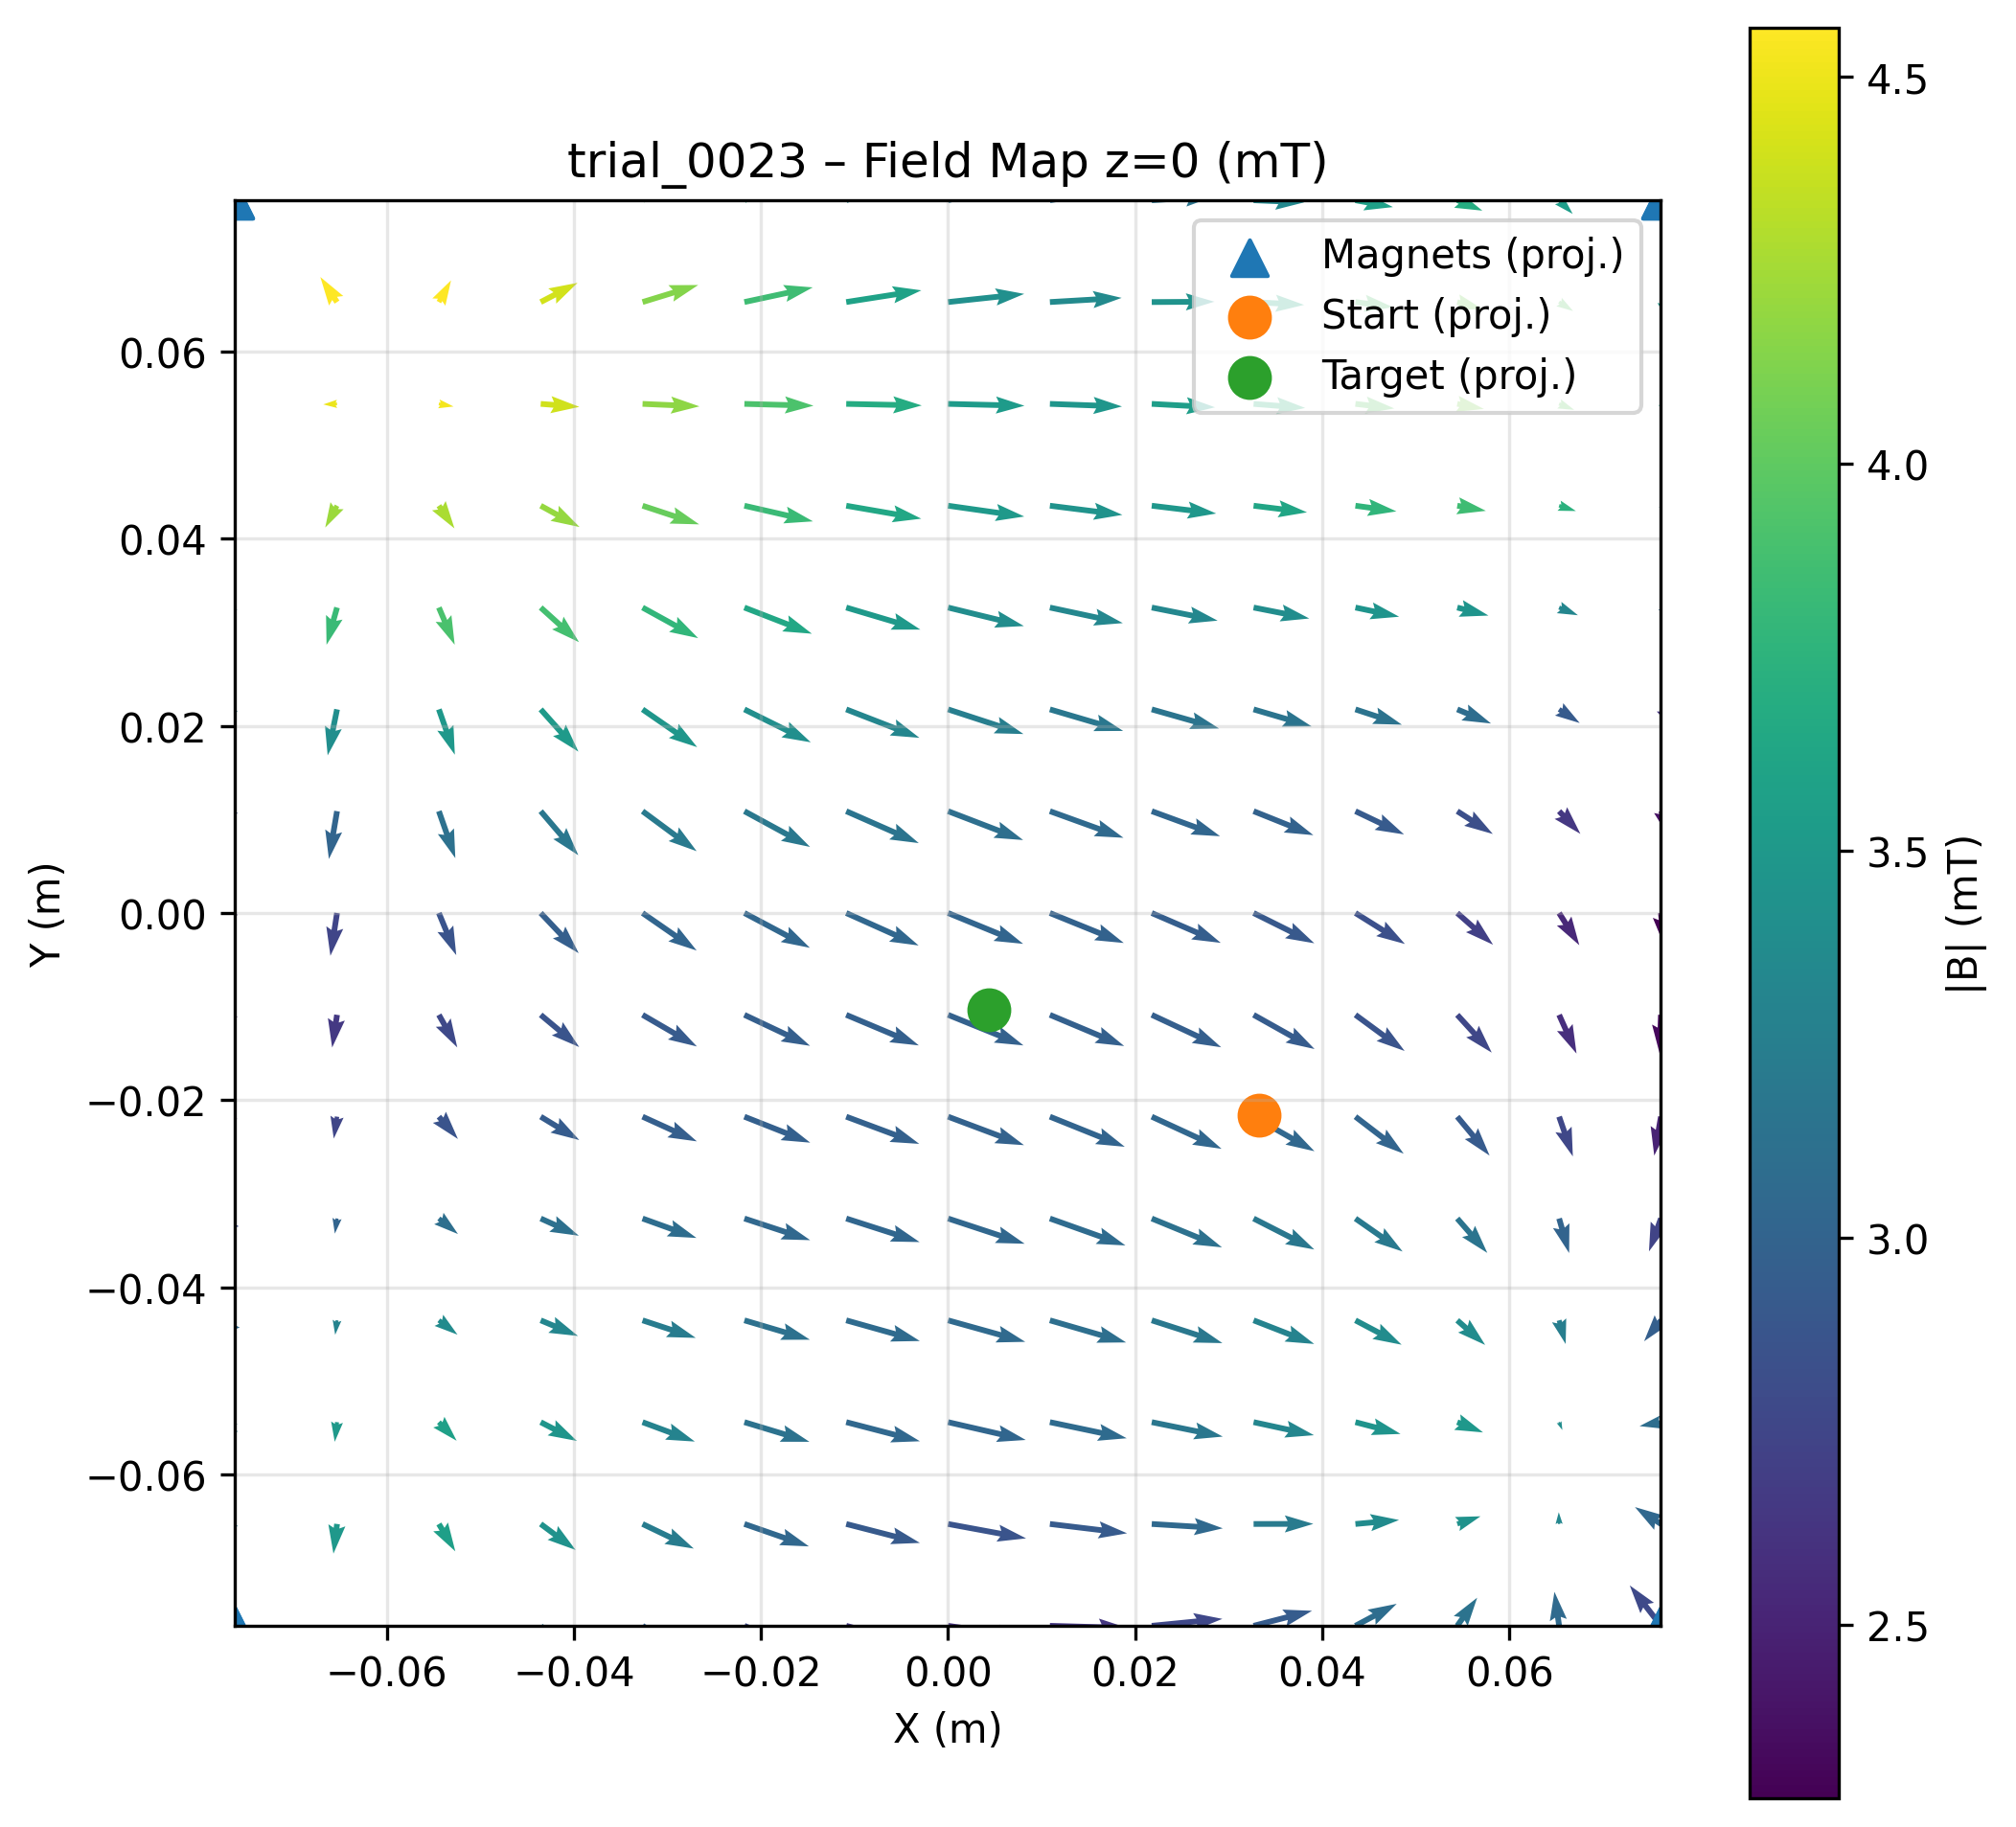 trial_0023 – Field Map z=0 (mT)
Magnets (proj.)
Start (proj.)
Target (proj.)
Y (m)
0.06
0.04
0.02
0.00
−0.02
−0.04
−0.06
−0.06
−0.04
−0.02
0.00
0.02
0.04
0.06
X (m)
4.5
4.0
3.5
3.0
2.5
|B| (mT)